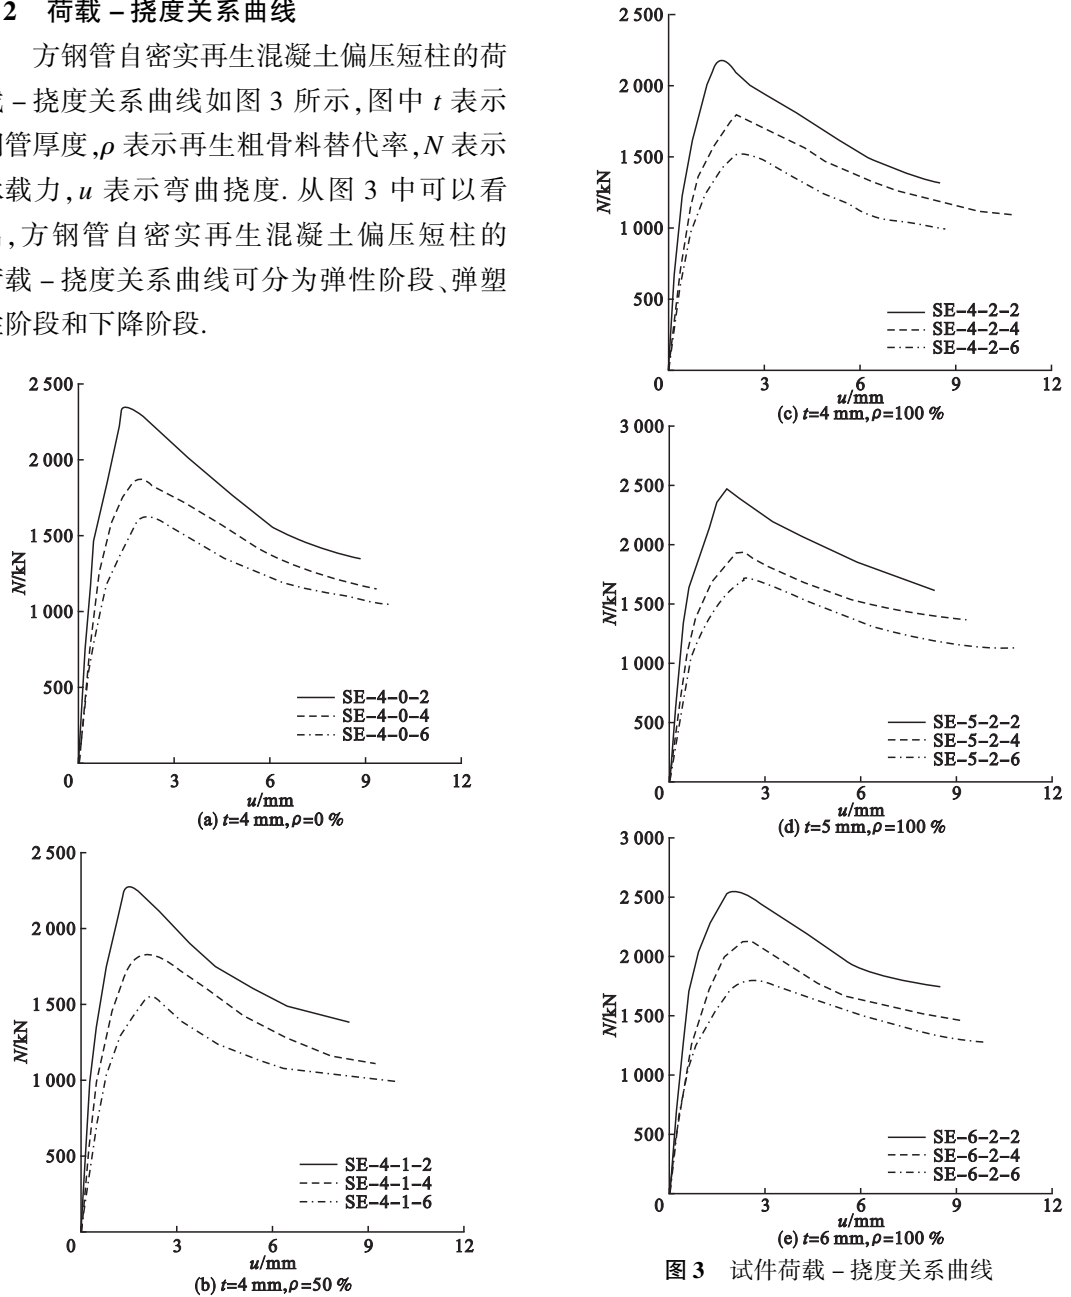 2 荷载－挠度关系曲线
方钢管自密实再生混凝土偏压短柱的荷
－挠度关系曲线如图 3 所示,图中 t 表示
管厚度,ρ 表示再生粗骨料替代率,N 表示
载力,u 表示弯曲挠度. 从图 3 中可以看
,方钢管自密实再生混凝土偏压短柱的
载－挠度关系曲线可分为弹性阶段、弹塑
阶段和下降阶段.
2 500
2 000
1 500
1 000
500
0 3 6 9 12
N/kN
u/mm
SE-4-0-2
SE-4-0-4
SE-4-0-6
(a) t=4 mm,ρ=0 %
2 500
2 000
1 500
1 000
500
0 3 6 9 12
N/kN
u/mm
SE-4-1-2
SE-4-1-4
SE-4-1-6
(b) t=4 mm,ρ=50 %
2 500
2 000
1 500
1 000
500
0 3 6 9 12
N/kN
u/mm
SE-4-2-2
SE-4-2-4
SE-4-2-6
(c) t=4 mm,ρ=100 %
3 000
2 500
2 000
1 500
1 000
500
0 3 6 9 12
N/kN
u/mm
SE-5-2-2
SE-5-2-4
SE-5-2-6
(d) t=5 mm,ρ=100 %
3 000
2 500
2 000
1 500
1 000
500
0 3 6 9 12
N/kN
u/mm
SE-6-2-2
SE-6-2-4
SE-6-2-6
(e) t=6 mm,ρ=100 %
图 3 试件荷载－挠度关系曲线